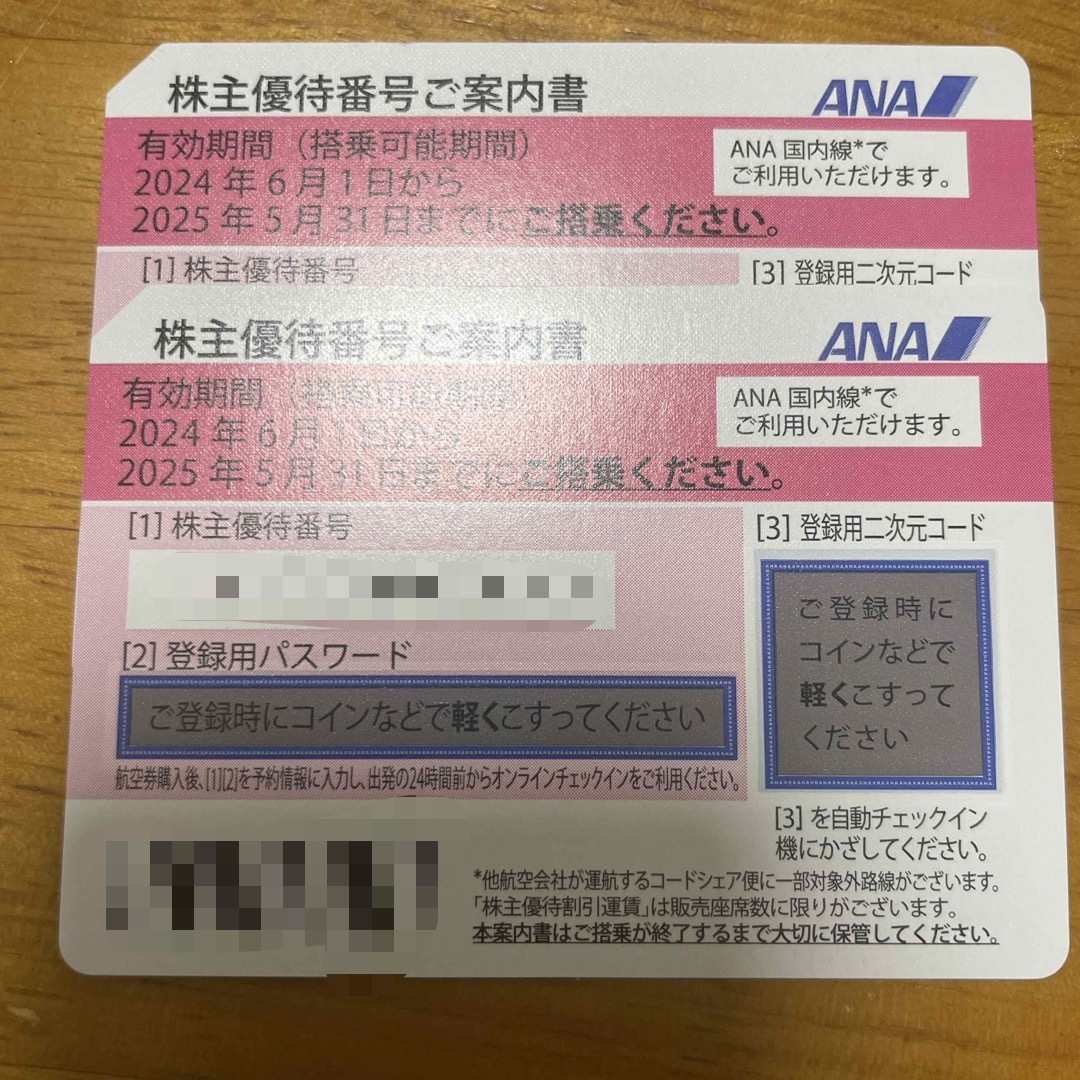 株主優待番号ご案内書
ANA
有効期間（搭乗可能期間）
2024年6月1日から
2025年5月31日までにご搭乗ください。
ANA 国内線*で
ご利用いただけます。
[1] 株主優待番号
[3] 登録用二次元コード
株主優待番号ご案内書
ANA
有効期間（搭乗可能期間）
2024年6月1日から
2025年5月31日までにご搭乗ください。
ANA 国内線*で
ご利用いただけます。
[1] 株主優待番号
[3] 登録用二次元コード
ご登録時に
コインなどで
軽くこすって
ください
[2] 登録用パスワード
ご登録時にコインなどで軽くこすってください
航空券購入後、[1][2]を予約情報に入力し、出発の24時間前からオンラインチェックインをご利用ください。
[3] を自動チェックイン
機にかざしてください。
*他航空会社が運航するコードシェア便に一部対象外路線がございます。
「株主優待割引運賃」は販売座席数に限りがございます。
本案内書はご搭乗が終了するまで大切に保管してください。